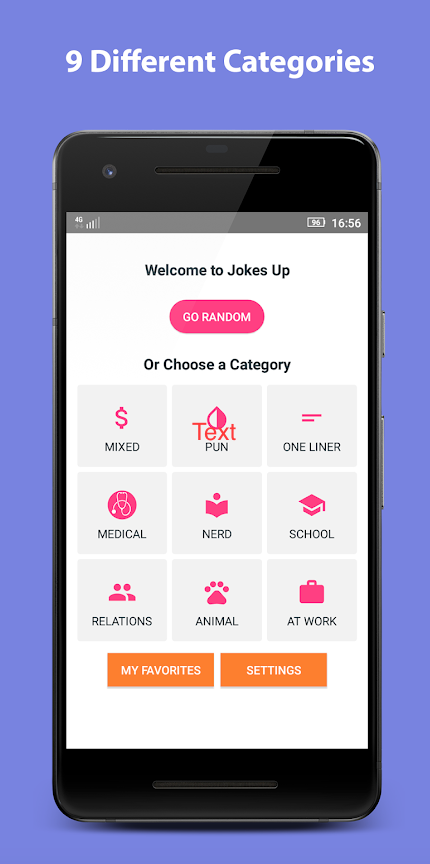 9 Different Categories
4G
96 16:56
Welcome to Jokes Up
GO RANDOM
Or Choose a Category
Text
MIXED PUN ONE LINER
MEDICAL NERD SCHOOL
RELATIONS ANIMAL AT WORK
MY FAVORITES SETTINGS